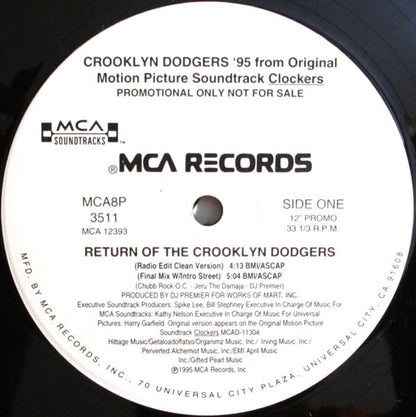 CROOKLYN DODGERS '95 from Original
Motion Picture Soundtrack Clockers
PROMOTIONAL ONLY NOT FOR SALE
MCA
SOUNDTRACKS™
®MCA RECORDS
MCA8P
3511
MCA 12393
SIDE ONE
12" PROMO
33 1/3 R.P.M.
RETURN OF THE CROOKLYN DODGERS
(Radio Edit Clean Version) 4:13 BMI/ASCAP
(Final Mix W/Intro Street) 5:04 BMI/ASCAP
(Chubb Rock-O.C. - Jeru The Damaja - DJ Premier)
PRODUCED BY DJ PREMIER FOR WORKS OF MART, INC.
Executive Soundtrack Producers: Spike Lee, Bill Stephney Executive In Charge Of Music For
MCA Soundtracks: Kathy Nelson Executive In Charge Of Music For Universal
Pictures: Harry Garfield Original version appears on the Original Motion Picture
Soundtrack Clockers MCAD-11304
Hittage Music/Getaloadoffatso/Organimz Music, Inc / Irving Music, Inc/
Perverted Alchemist Music, Inc/EMI April Music
Inc./Gifted Pearl Music
℗1995 MCA Records, Inc.
MFD. BY MCA RECORDS, INC., 70 UNIVERSAL CITY PLAZA, UNIVERSAL CITY, CA 91608